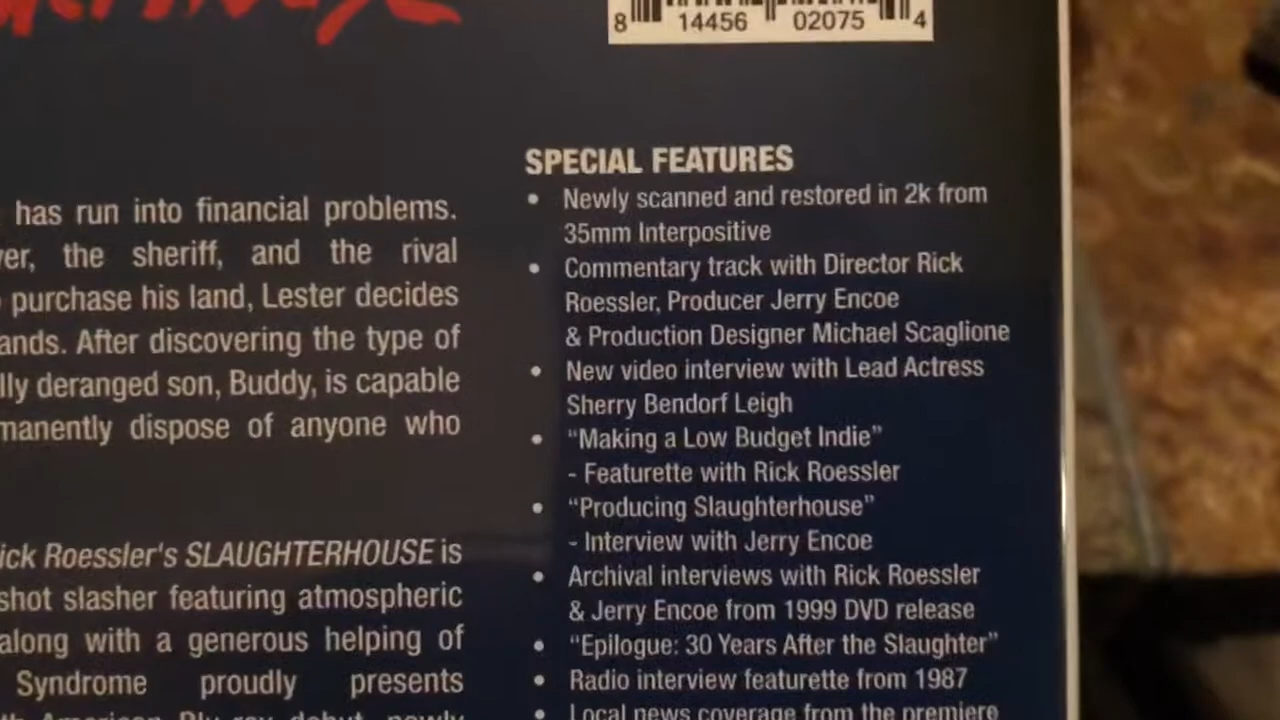 8 14456 02075 4
has run into financial problems.
the sheriff, and the rival
purchase his land, Lester decides
After discovering the type of
deranged son, Buddy, is capable
dispose of anyone who
Roessler's SLAUGHTERHOUSE is
shot slasher featuring atmospheric
along with a generous helping of
Syndrome proudly presents
SPECIAL FEATURES
• Newly scanned and restored in 2k from
35mm Interpositive
• Commentary track with Director Rick
Roessler, Producer Jerry Encoe
& Production Designer Michael Scaglione
• New video interview with Lead Actress
Sherry Bendorf Leigh
• “Making a Low Budget Indie”
- Featurette with Rick Roessler
• “Producing Slaughterhouse”
- Interview with Jerry Encoe
• Archival interviews with Rick Roessler
& Jerry Encoe from 1999 DVD release
• “Epilogue: 30 Years After the Slaughter”
• Radio interview featurette from 1987
• Local news coverage from the premiere